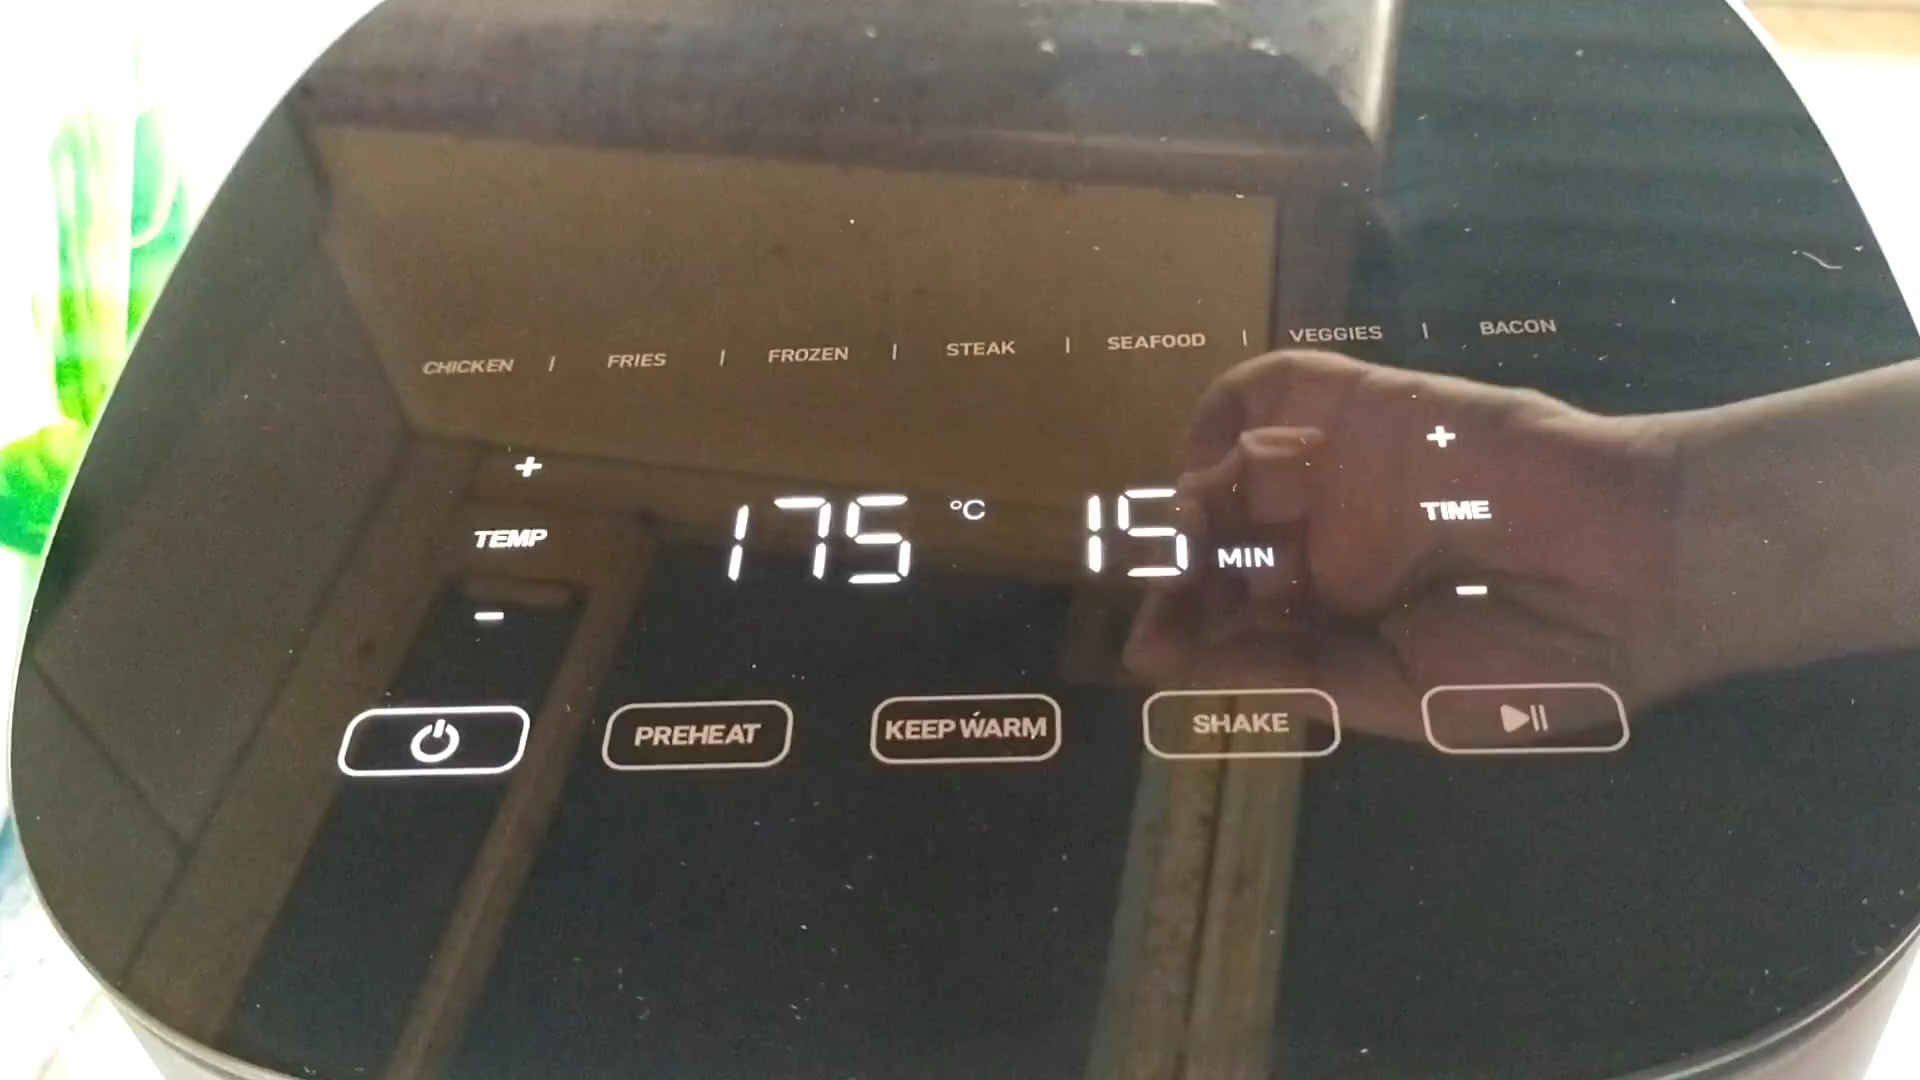 CHICKEN | FRIES | FROZEN | STEAK | SEAFOOD | VEGGIES | BACON
+ +
TEMP 175 °C 15 MIN TIME
- -
PREHEAT KEEP WARM SHAKE